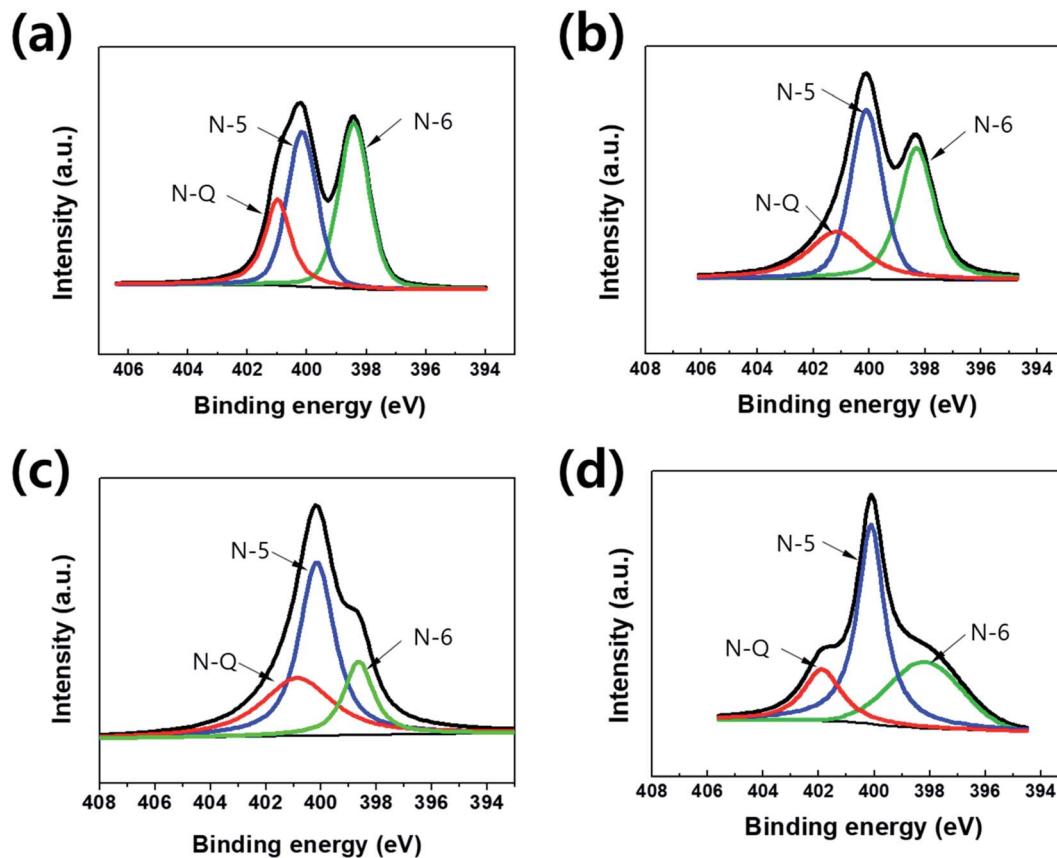 (a)
Intensity (a.u.)
N-Q
N-5
N-6
406 404 402 400 398 396 394
Binding energy (eV)
(b)
Intensity (a.u.)
N-Q
N-5
N-6
408 406 404 402 400 398 396 394
Binding energy (eV)
(c)
Intensity (a.u.)
N-Q
N-5
N-6
408 406 404 402 400 398 396 394
Binding energy (eV)
(d)
Intensity (a.u.)
N-Q
N-5
N-6
408 406 404 402 400 398 396 394
Binding energy (eV)